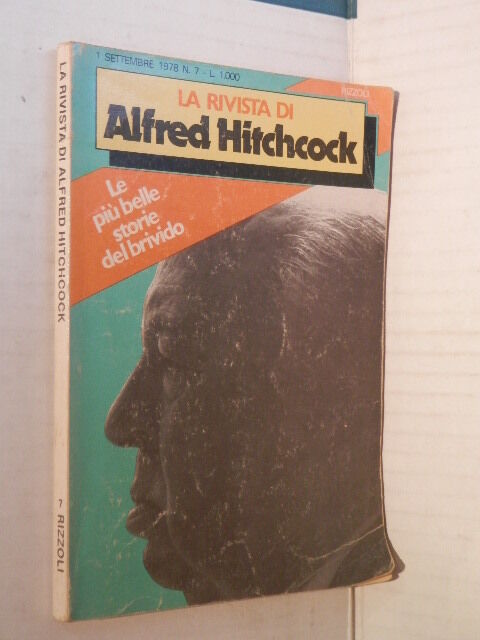 1 SETTEMBRE 1978 N. 7 - L. 1.000
RIZZOLI
LA RIVISTA DI
Alfred Hitchcock
Le
più belle
storie
del brivido
LA RIVISTA DI ALFRED HITCHCOCK
7 RIZZOLI